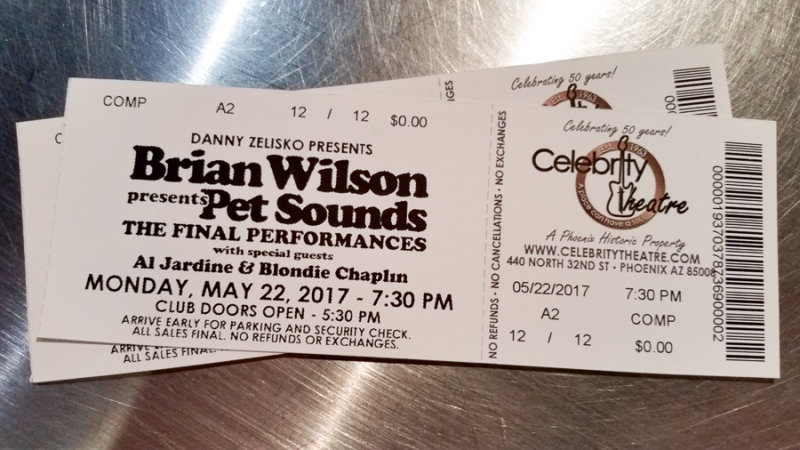 COMP A2 12 / 12 $0.00
DANNY ZELISKO PRESENTS
Brian Wilson
presents Pet Sounds
THE FINAL PERFORMANCES
with special guests
Al Jardine & Blondie Chaplin
MONDAY, MAY 22, 2017 - 7:30 PM
CLUB DOORS OPEN - 5:30 PM
ARRIVE EARLY FOR PARKING AND SECURITY CHECK.
ALL SALES FINAL. NO REFUNDS OR EXCHANGES.
NO REFUNDS • NO CANCELLATIONS • NO EXCHANGES
Celebrating 50 years!
EST. 1963
Celebrity
Theatre
A place can have a soul
A Phoenix Historic Property
WWW.CELEBRITYTHEATRE.COM
440 NORTH 32ND ST • PHOENIX AZ 85008
05/22/2017 7:30 PM
A2 COMP
12 / 12 $0.00
Celebrating 50 years!
1963
ARRIVE
ALL SALES FINAL.